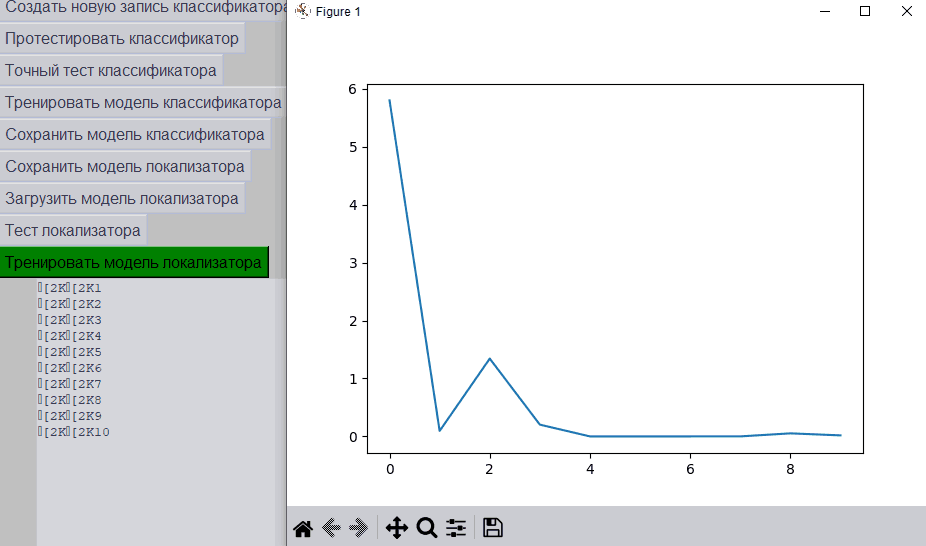 Создать новую запись классификатора
Протестировать классификатор
Точный тест классификатора
Тренировать модель классификатора
Сохранить модель классификатора
Сохранить модель локализатора
Загрузить модель локализатора
Тест локализатора
Тренировать модель локализатора
[2K[2K1
[2K[2K2
[2K[2K3
[2K[2K4
[2K[2K5
[2K[2K6
[2K[2K7
[2K[2K8
[2K[2K9
[2K[2K10
Figure 1
6
5
4
3
2
1
0
0 2 4 6 8